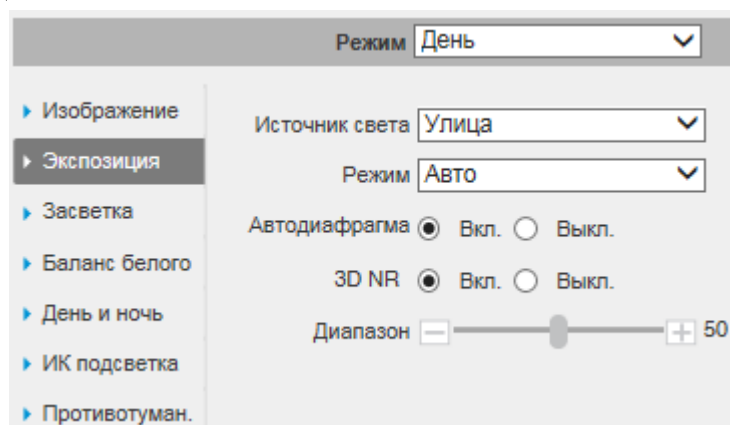 Режим День
Изображение
Источник света Улица
Экспозиция
Режим Авто
Засветка
Автодиафрагма Вкл. Выкл.
Баланс белого
3D NR Вкл. Выкл.
День и ночь
Диапазон 50
ИК подсветка
Противотуман.